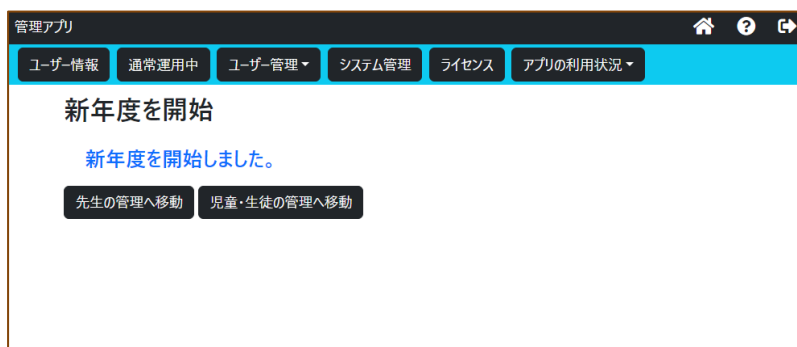 管理アプリ
ユーザー情報 通常運用中 ユーザー管理 システム管理 ライセンス アプリの利用状況
新年度を開始
新年度を開始しました。
先生の管理へ移動 児童・生徒の管理へ移動